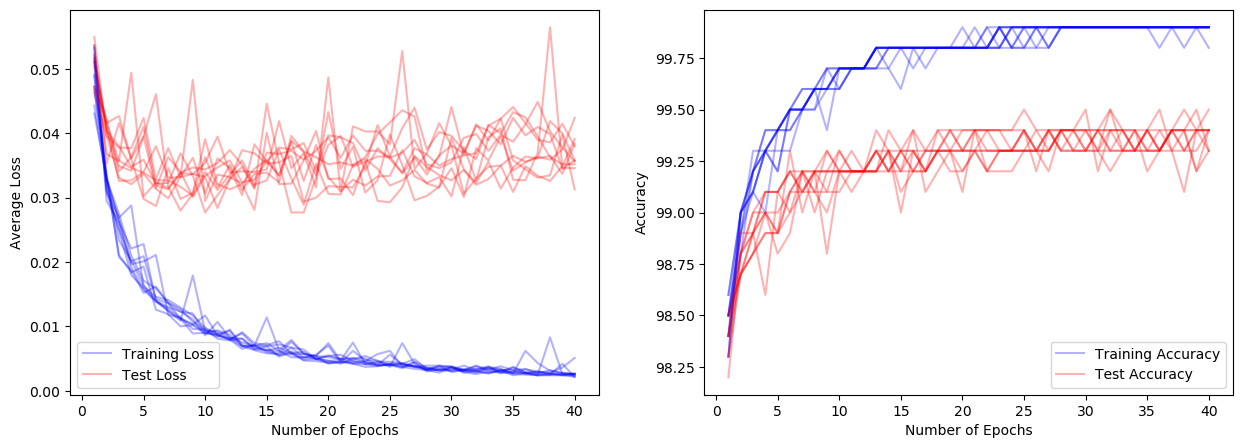 0.05
0.04
0.03
0.02
0.01
0.00
Average Loss
0 5 10 15 20 25 30 35 40
Number of Epochs
Training Loss
Test Loss
99.75
99.50
99.25
99.00
98.75
98.50
98.25
Accuracy
0 5 10 15 20 25 30 35 40
Number of Epochs
Training Accuracy
Test Accuracy